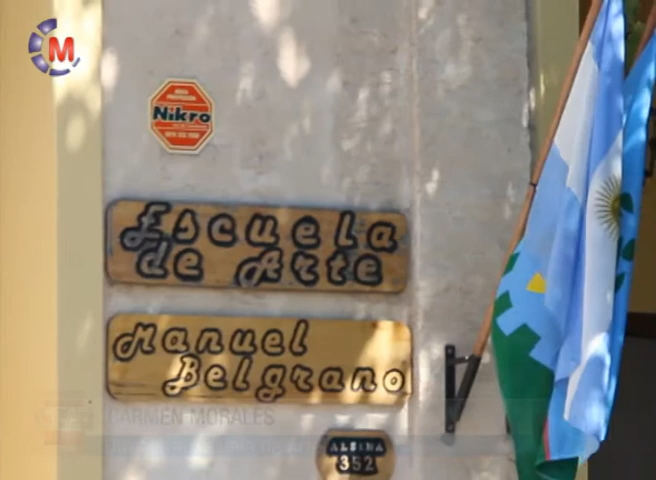 M
Nikro
Escuela
de Arte
Manuel
Belgrano
CARMEN MORALES
ALSINA
352